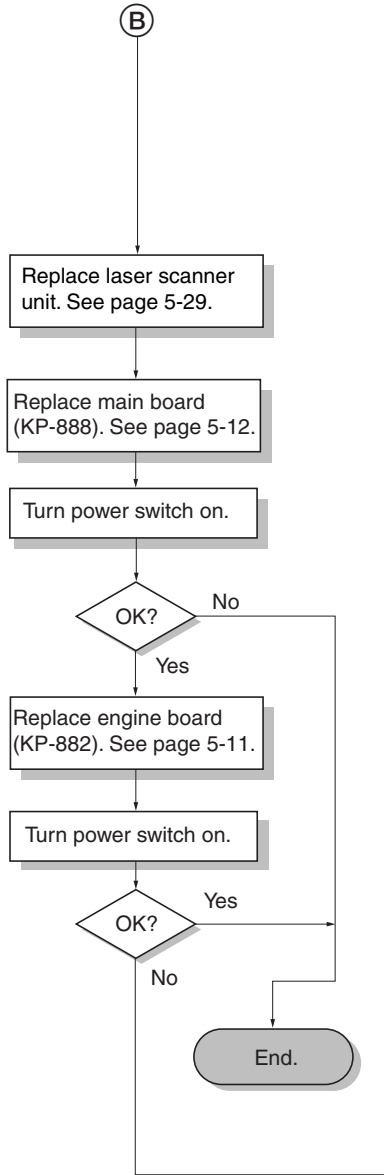 B
Replace laser scanner
unit. See page 5-29.
Replace main board
(KP-888). See page 5-12.
Turn power switch on.
OK?
No
Yes
Replace engine board
(KP-882). See page 5-11.
Turn power switch on.
OK?
Yes
No
End.